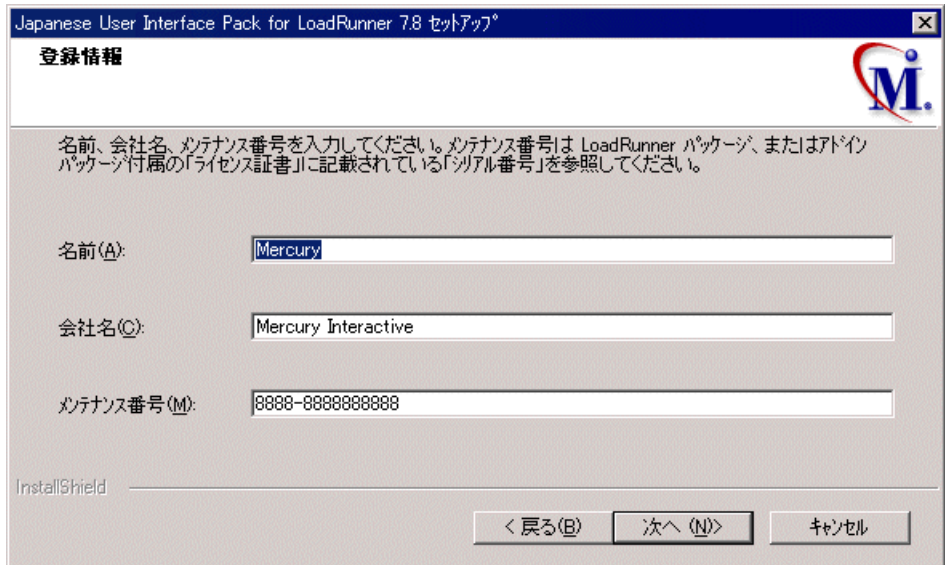 Japanese User Interface Pack for LoadRunner 7.8 セットアップ
登録情報
M.
名前、会社名、メンテナンス番号を入力してください。メンテナンス番号は LoadRunner パッケージ、またはアドイン
パッケージ付属の「ライセンス証書」に記載されている「シリアル番号」を参照してください。
名前(A):
Mercury
会社名(C):
Mercury Interactive
メンテナンス番号(M):
8888-8888888888
InstallShield
< 戻る(B)
次へ (N)>
キャンセル